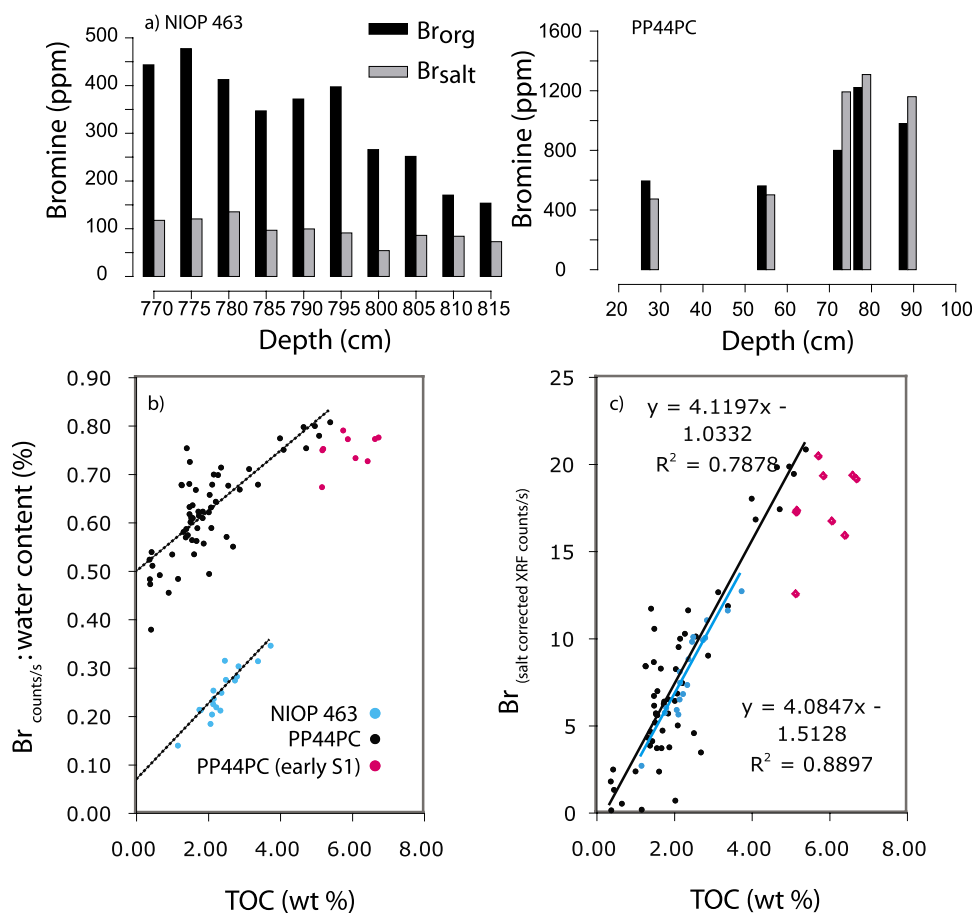 a) NIOP 463
Brorg
Brsalt
Bromine (ppm)
500
400
300
200
100
0
770 775 780 785 790 795 800 805 810 815
Depth (cm)
PP44PC
Bromine (ppm)
1600
1200
800
400
0
20 30 40 50 60 70 80 90 100
Depth (cm)
b)
Br counts/s : water content (%)
0.90
0.80
0.70
0.60
0.50
0.40
0.30
0.20
0.10
0.00
NIOP 463
PP44PC
PP44PC (early S1)
0.00 2.00 4.00 6.00 8.00
TOC (wt %)
c)
Br (salt corrected XRF counts/s)
25
20
15
10
5
0
y = 4.1197x -
1.0332
R² = 0.7878
y = 4.0847x -
1.5128
R² = 0.8897
0.00 2.00 4.00 6.00 8.00
TOC (wt %)